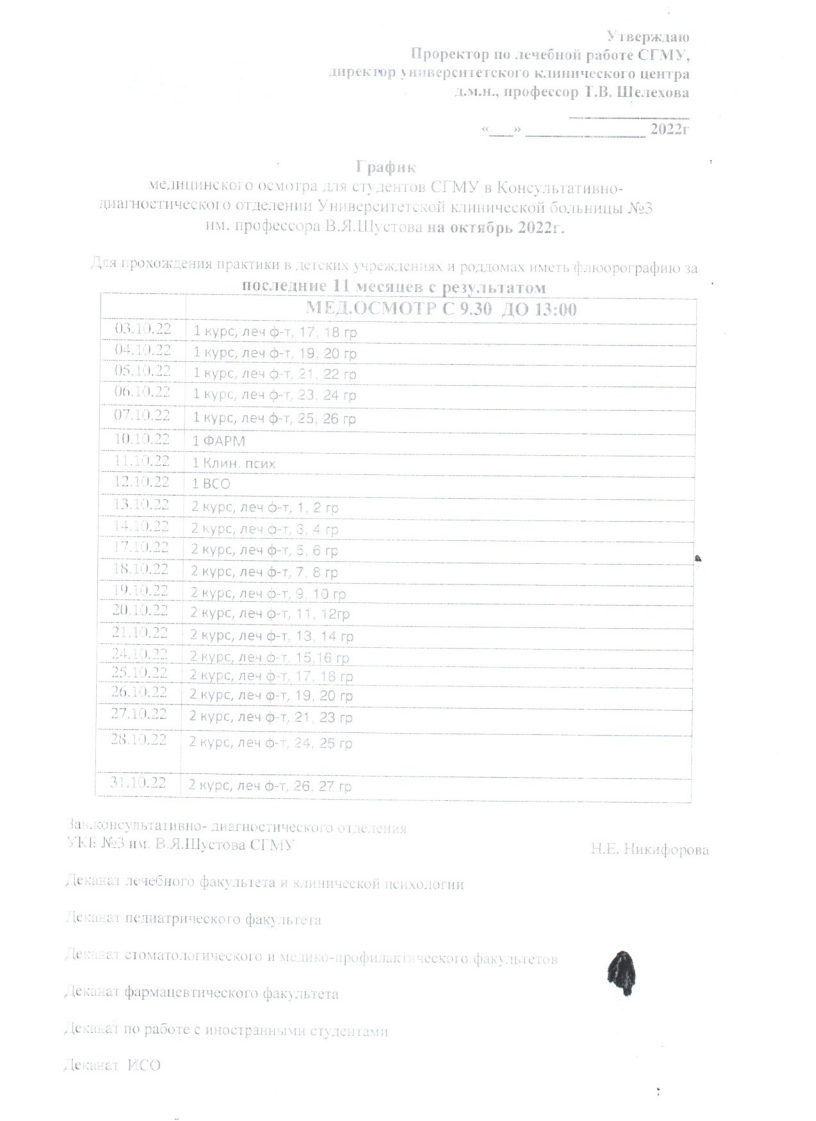 Утверждаю
Проректор по лечебной работе СГМУ,
директор университетского клинического центра
д.м.н., профессор Т.В. Шелехова
«___» ________________ 2022г
График
медицинского осмотра для студентов СГМУ в Консультативно-
диагностического отделении Университетской клинической больницы №3
им. профессора В.Я.Шустова на октябрь 2022г.
Для прохождения практики в детских учреждениях и роддомах иметь флюорографию за
последние 11 месяцев с результатом
МЕД.ОСМОТР С 9.30 ДО 13:00
03.10.22 1 курс, леч ф-т, 17, 18 гр
04.10.22 1 курс, леч ф-т, 19, 20 гр
05.10.22 1 курс, леч ф-т, 21, 22 гр
06.10.22 1 курс, леч ф-т, 23, 24 гр
07.10.22 1 курс, леч ф-т, 25, 26 гр
10.10.22 1 ФАРМ
11.10.22 1 Клин. псих
12.10.22 1 ВСО
13.10.22 2 курс, леч ф-т, 1, 2 гр
14.10.22 2 курс, леч ф-т, 3, 4 гр
17.10.22 2 курс, леч ф-т, 5, 6 гр
18.10.22 2 курс, леч ф-т, 7, 8 гр
19.10.22 2 курс, леч ф-т, 9, 10 гр
20.10.22 2 курс, леч ф-т, 11, 12гр
21.10.22 2 курс, леч ф-т, 13, 14 гр
24.10.22 2 курс, леч ф-т, 15,16 гр
25.10.22 2 курс, леч ф-т, 17, 18 гр
26.10.22 2 курс, леч ф-т, 19, 20 гр
27.10.22 2 курс, леч ф-т, 21, 23 гр
28.10.22 2 курс, леч ф-т, 24, 25 гр
31.10.22 2 курс, леч ф-т, 26, 27 гр
Зав.консультативно- диагностического отделения
УКБ №3 им. В.Я.Шустова СГМУ Н.Е. Никифорова
Деканат лечебного факультета и клинической психологии
Деканат педиатрического факультета
Деканат стоматологического и медико-профилактического факультетов
Деканат фармацевтического факультета
Деканат по работе с иностранными студентами
Деканат ИСО